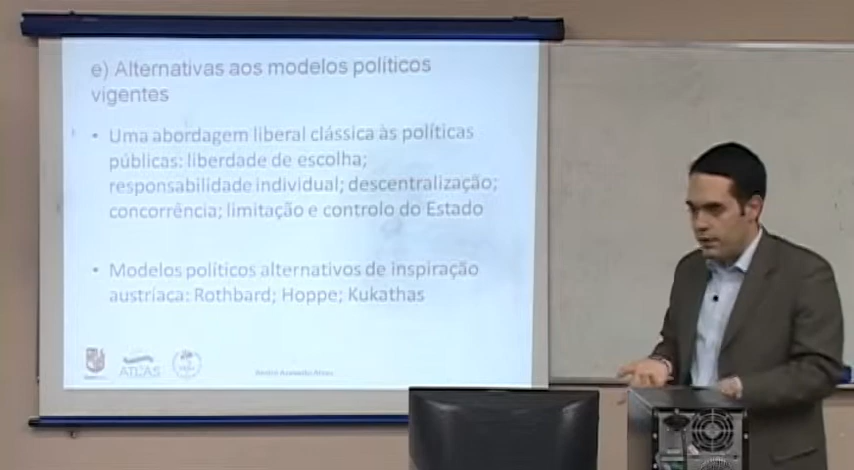 e) Alternativas aos modelos políticos
vigentes
• Uma abordagem liberal clássica às políticas
públicas: liberdade de escolha;
responsabilidade individual; descentralização;
concorrência; limitação e controlo do Estado
• Modelos políticos alternativos de inspiração
austríaca: Rothbard; Hoppe; Kukathas
ATLAS